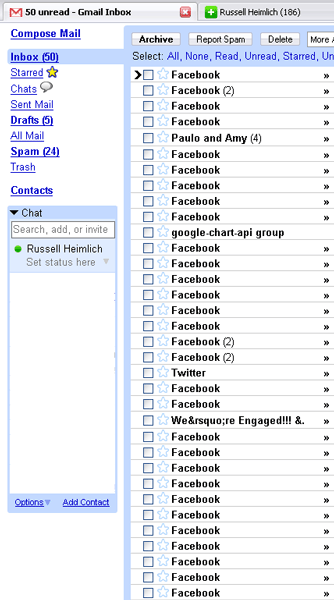 50 unread - Gmail Inbox
Russell Heimlich (186)
Compose Mail
Inbox (50)
Starred
Chats
Sent Mail
Drafts (5)
All Mail
Spam (24)
Trash
Contacts
Chat
Search, add, or invite
Russell Heimlich
Set status here
Options
Add Contact
Archive Report Spam Delete More A
Select: All, None, Read, Unread, Starred, Un
Facebook »
Facebook (2) »
Facebook »
Facebook »
Paulo and Amy (4) »
Facebook »
Facebook »
Facebook »
Facebook »
Facebook »
google-chart-api group »
Facebook »
Facebook »
Facebook »
Facebook »
Facebook »
Facebook »
Facebook (2) »
Facebook (2) »
Twitter »
Facebook »
Facebook »
We&rsquo;re Engaged!!! &. »
Facebook »
Facebook »
Facebook »
Facebook »
Facebook »
Facebook »
Facebook »
Facebook »
Facebook »
Facebook »
Facebook »